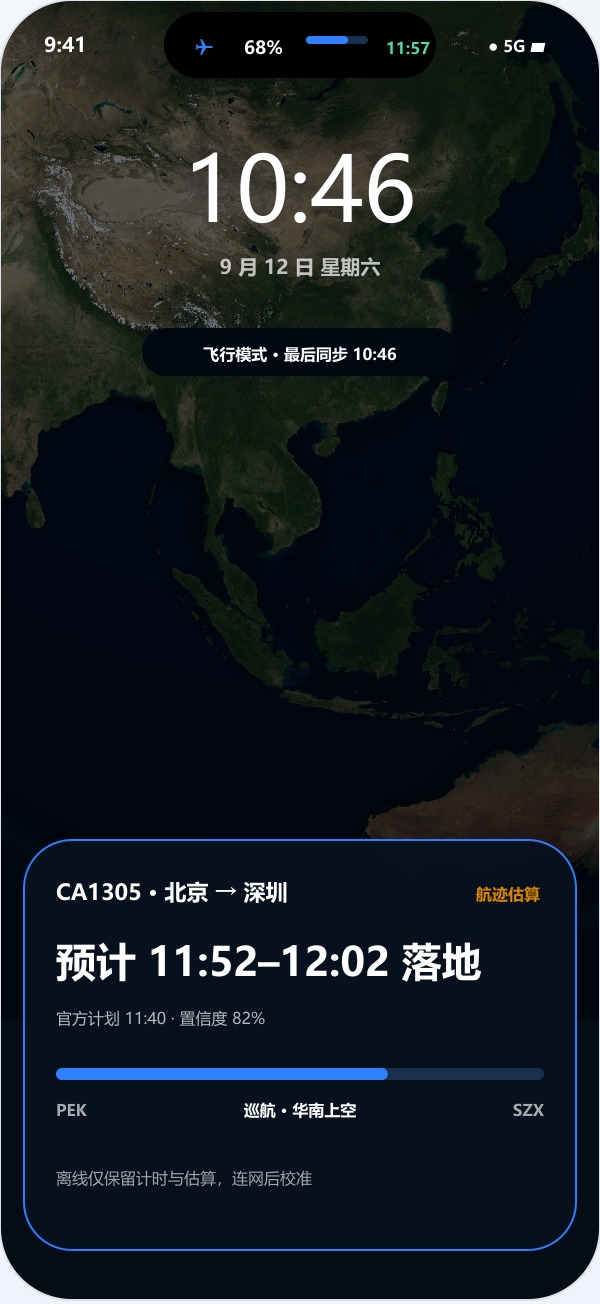 9:41 68% 11:57 5G
10:46
9 月 12 日 星期六
飞行模式 • 最后同步 10:46
CA1305 • 北京 → 深圳 航迹估算
预计 11:52–12:02 落地
官方计划 11:40 · 置信度 82%
PEK 巡航 • 华南上空 SZX
离线仅保留计时与估算，连网后校准